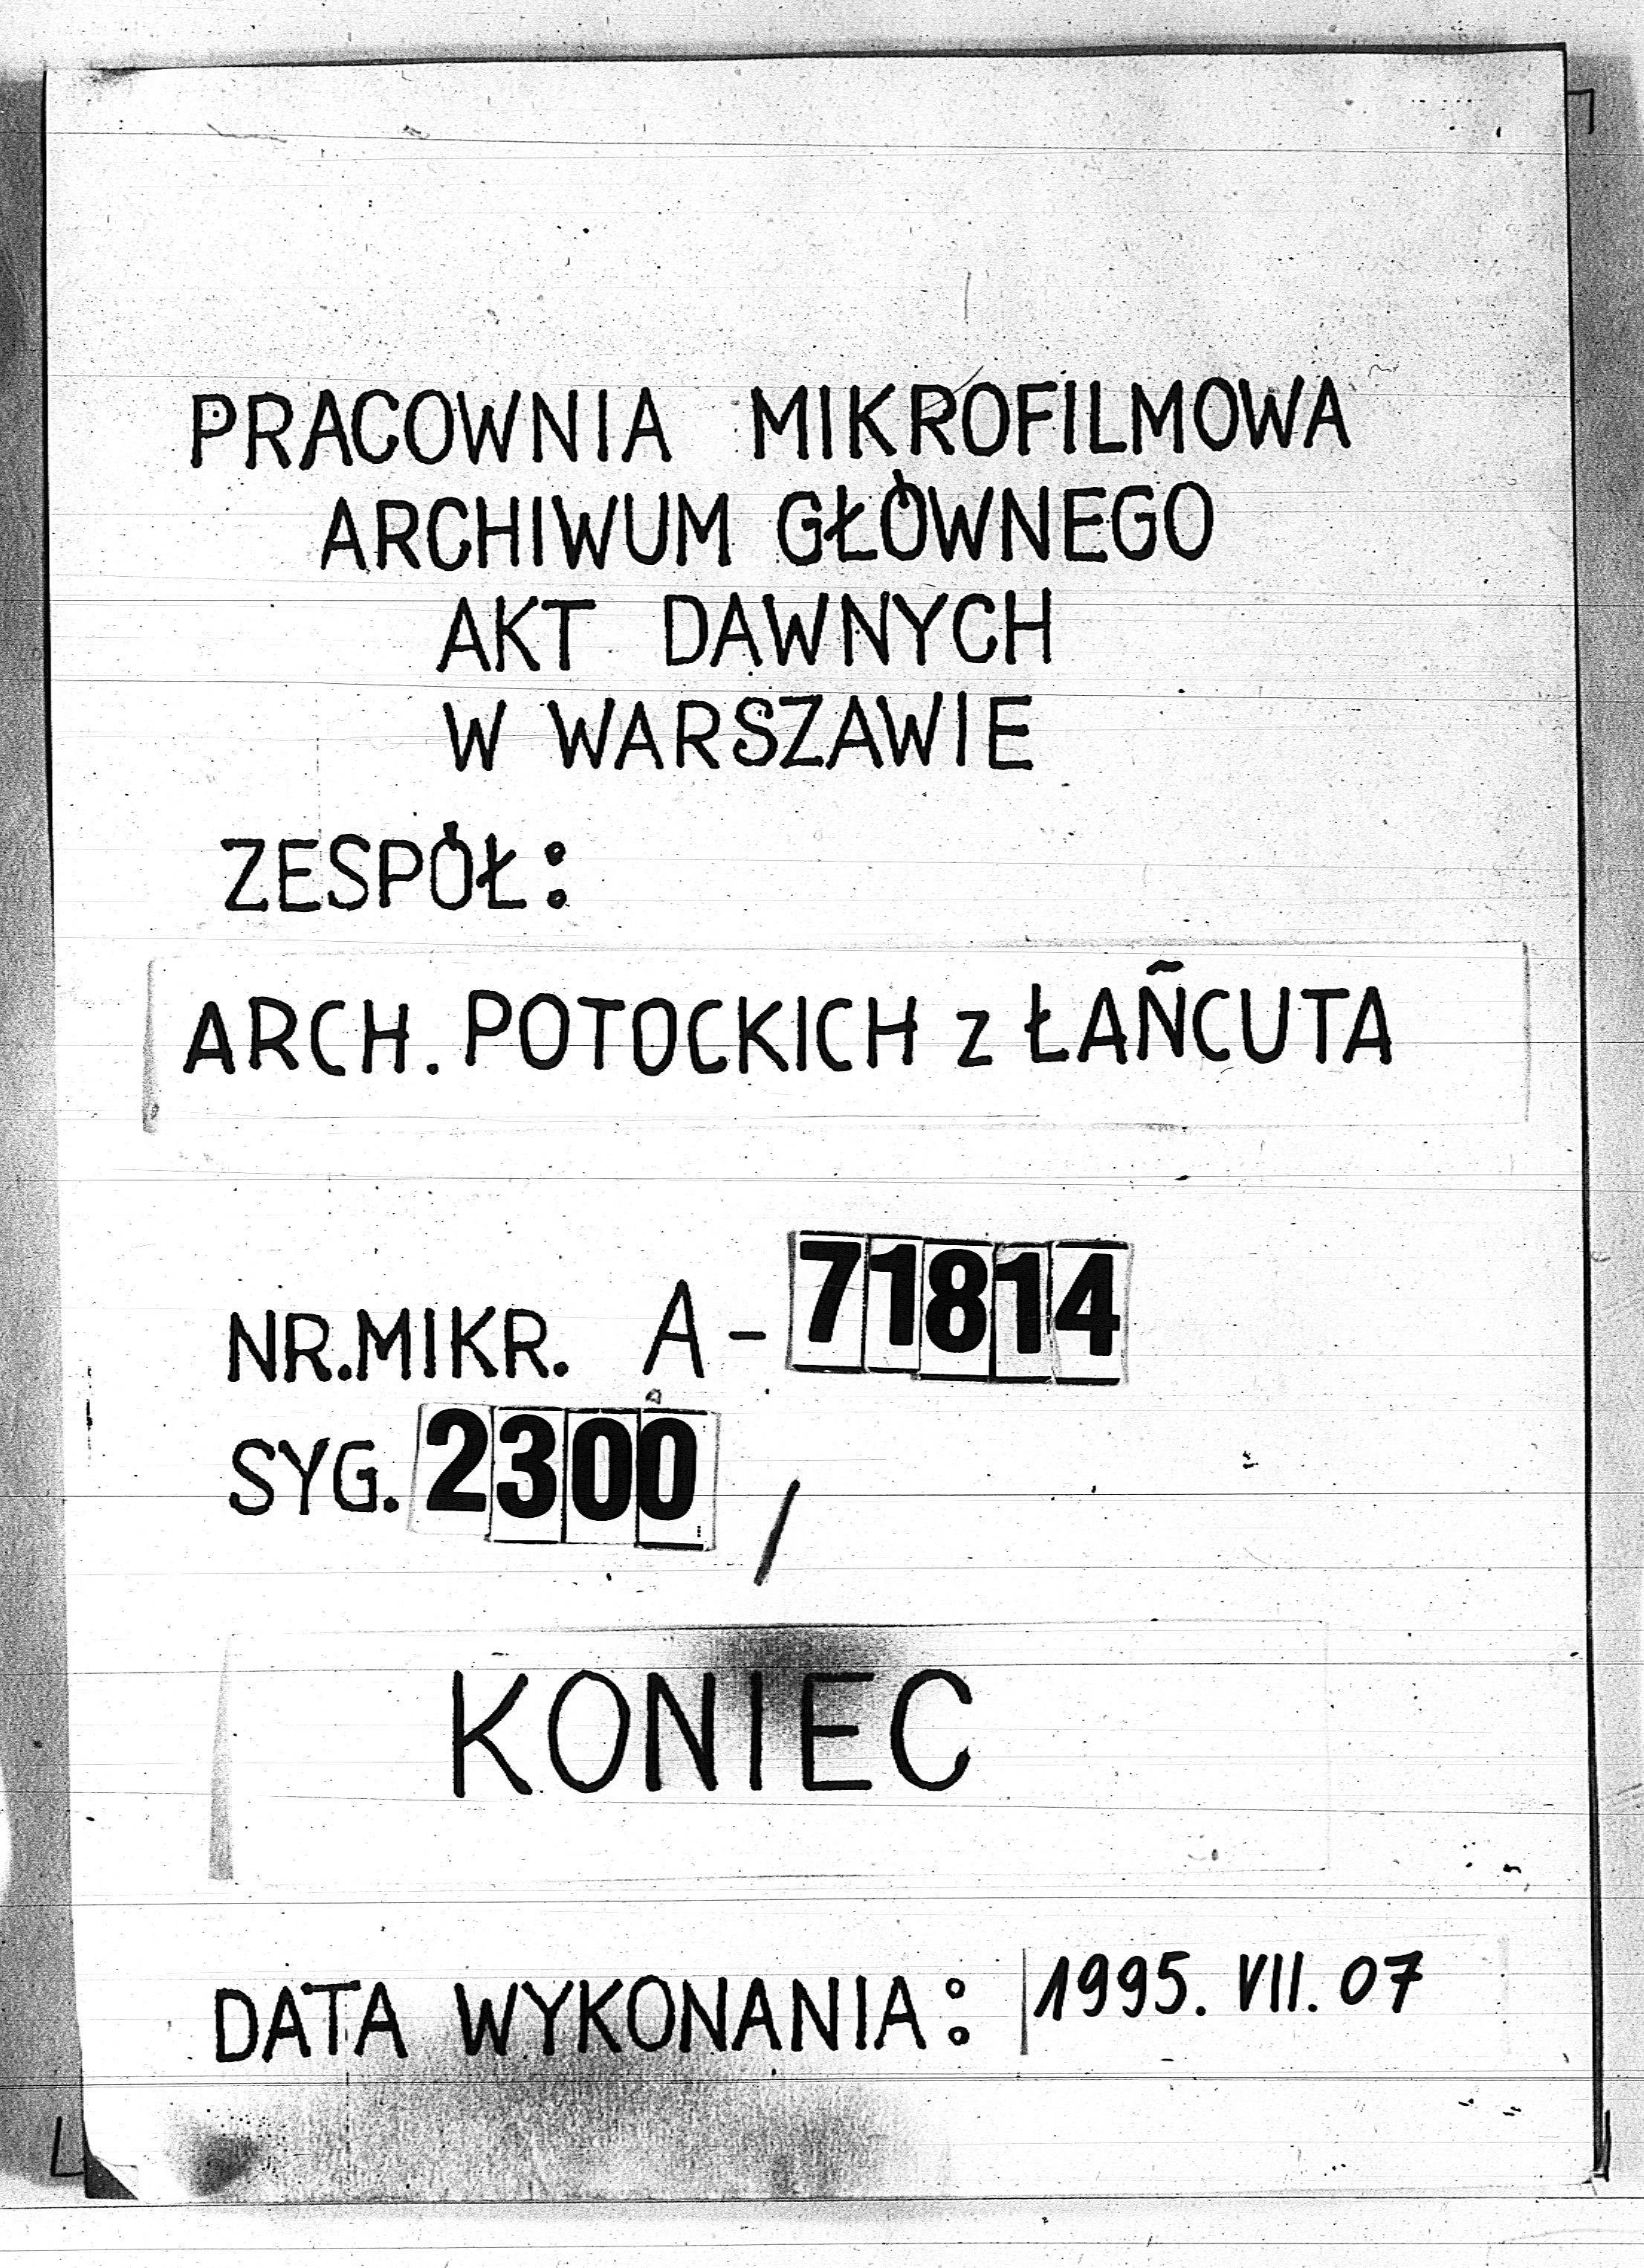 PRACOWNIA MIKROFILMOWA
ARCHIWUM GŁÓWNEGO
AKT DAWNYCH
W WARSZAWIE
ZESPÓŁ:
ARCH. POTOCKICH z ŁAŃCUTA
NR.MIKR. A-71814
SYG. 2300 /
KONIEC
DATA WYKONANIA: 1995. VII. 07